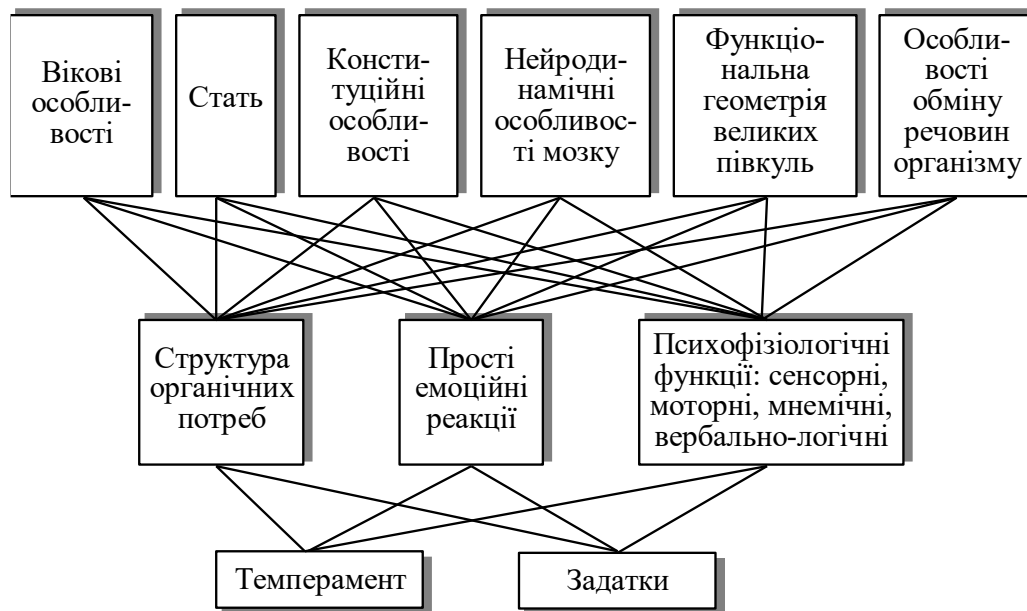 Вікові
особли-
вості
Стать
Консти-
туційні
особли-
вості
Нейроди-
намічні
особливос-
ті мозку
Функціо-
нальна
геометрія
великих
півкуль
Особли-
вості
обміну
речовин
організму
Структура
органічних
потреб
Прості
емоційні
реакції
Психофізіологічні
функції: сенсорні,
моторні, мнемічні,
вербально-логічні
Темперамент
Задатки